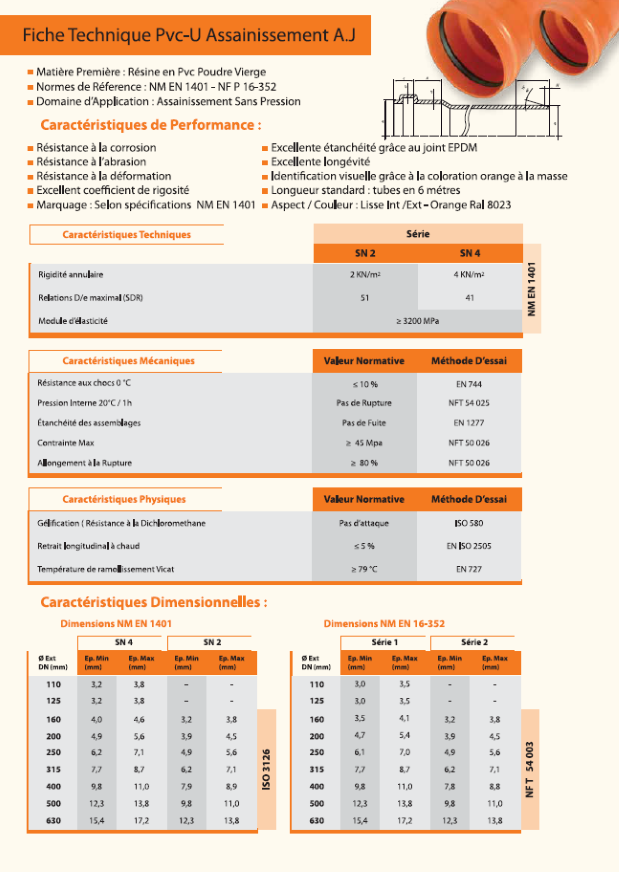 Fiche Technique Pvc-U Assainissement A.J
Matière Première : Résine en Pvc Poudre Vierge
Normes de Réference : NM EN 1401 - NF P 16-352
Domaine d'Application : Assainissement Sans Pression
Caractéristiques de Performance :
Résistance à la corrosion
Résistance à l'abrasion
Résistance à la déformation
Excellent coefficient de rigosité
Marquage : Selon spécifications NM EN 1401
Excellente étanchéité grâce au joint EPDM
Excellente longévité
Identification visuelle grâce à la coloration orange à la masse
Longueur standard : tubes en 6 métres
Aspect / Couleur : Lisse Int /Ext - Orange Ral 8023
Caractéristiques Techniques Série
SN 2 SN 4
Rigidité annulaire 2 KN/m² 4 KN/m²
Relations D/e maximal (SDR) 51 41
Module d'élasticité ≥ 3200 MPa
NM EN 1401
Caractéristiques Mécaniques Valeur Normative Méthode D'essai
Résistance aux chocs 0 °C ≤ 10 % EN 744
Pression Interne 20°C / 1h Pas de Rupture NFT 54 025
Étanchéité des assemblages Pas de Fuite EN 1277
Contrainte Max ≥ 45 Mpa NFT 50 026
Allongement à la Rupture ≥ 80 % NFT 50 026
Caractéristiques Physiques Valeur Normative Méthode D'essai
Gélification ( Résistance à la Dichloromethane Pas d'attaque ISO 580
Retrait longitudinal à chaud ≤ 5 % EN ISO 2505
Température de ramollissement Vicat ≥ 79 °C EN 727
Caractéristiques Dimensionnelles :
Dimensions NM EN 1401
SN 4 SN 2
Ø Ext Ep. Min Ep. Max Ep. Min Ep. Max
DN (mm) (mm) (mm) (mm) (mm)
110 3,2 3,8 – -
125 3,2 3,8 – -
160 4,0 4,6 3,2 3,8
200 4,9 5,6 3,9 4,5
250 6,2 7,1 4,9 5,6
315 7,7 8,7 6,2 7,1
400 9,8 11,0 7,9 8,9
500 12,3 13,8 9,8 11,0
630 15,4 17,2 12,3 13,8
ISO 3126
Dimensions NM EN 16-352
Série 1 Série 2
Ø Ext Ep. Min Ep. Max Ep. Min Ep. Max
DN (mm) (mm) (mm) (mm) (mm)
110 3,0 3,5 - -
125 3,0 3,5 - -
160 3,5 4,1 3,2 3,8
200 4,7 5,4 3,9 4,5
250 6,1 7,0 4,9 5,6
315 7,7 8,7 6,2 7,1
400 9,8 11,0 7,8 8,8
500 12,3 13,8 9,8 11,0
630 15,4 17,2 12,3 13,8
NF T 54 003